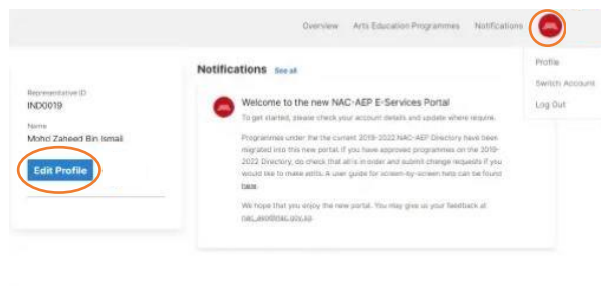 Overview Arts Education Programmes Notifications
Profile
Switch Account
Log Out
Representative ID
IND0019
Name
Mohd Zaheed Bin Ismail
Edit Profile
Notifications See all
Welcome to the new NAC-AEP E-Services Portal
To get started, please check your account details and update where require.
Programmes under the the current 2019-2022 NAC-AEP Directory have been
migrated into this new portal. If you have approved programmes on the 2019-
2022 Directory, do check that all is in order and submit change requests if you
would like to make edits. A user guide for screen-by-screen help can be found
here.
We hope that you enjoy the new portal. You may give us your feedback at
nac_aep@nac.gov.sg.